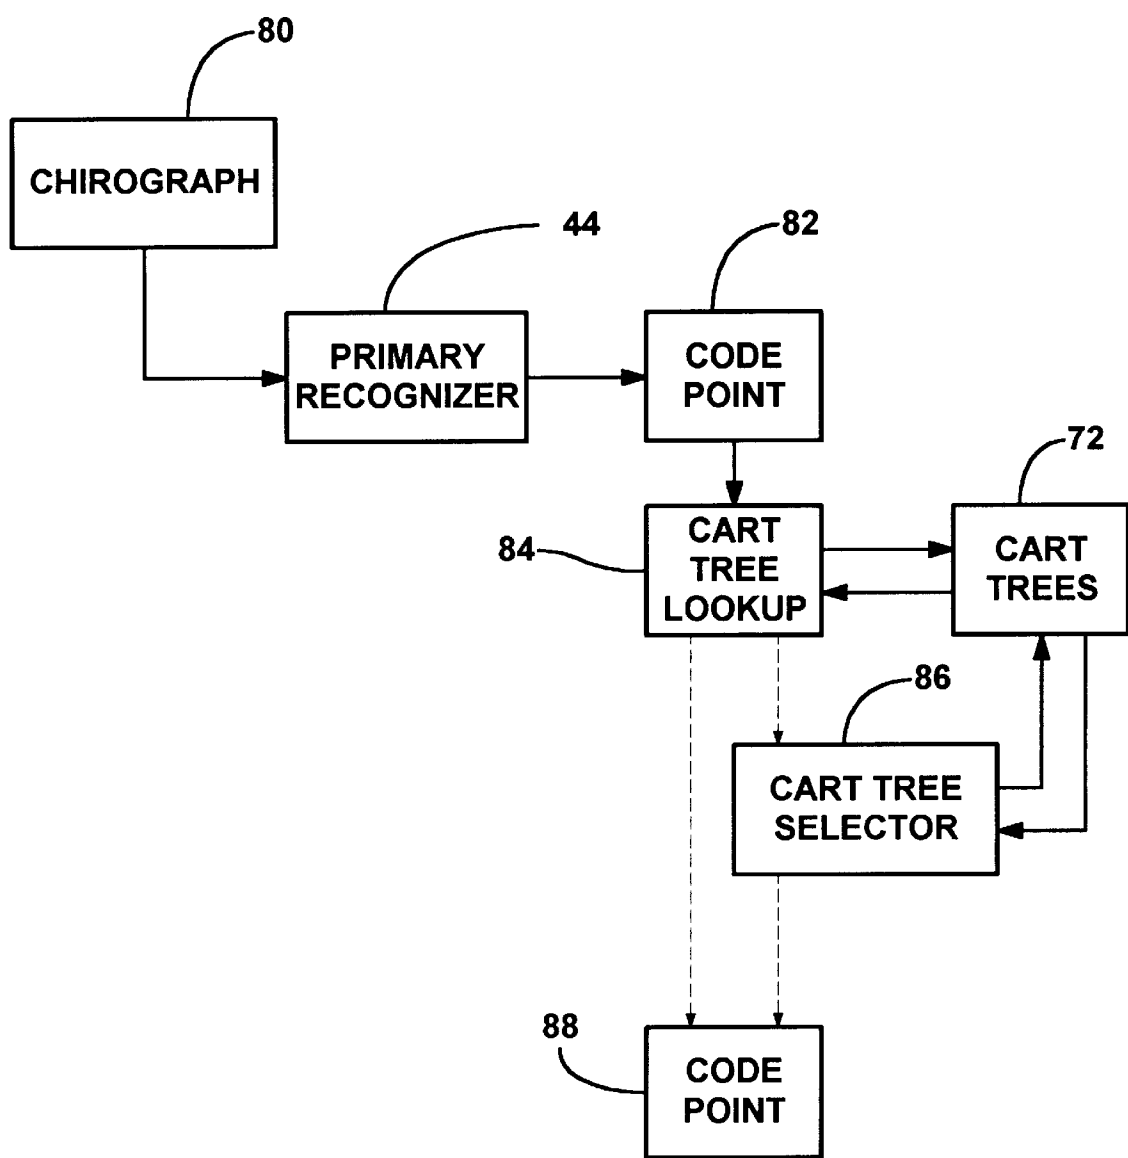 80
CHIROGRAPH
44
82
PRIMARY
RECOGNIZER
CODE
POINT
72
84
CART
TREE
LOOKUP
CART
TREES
86
CART TREE
SELECTOR
88
CODE
POINT